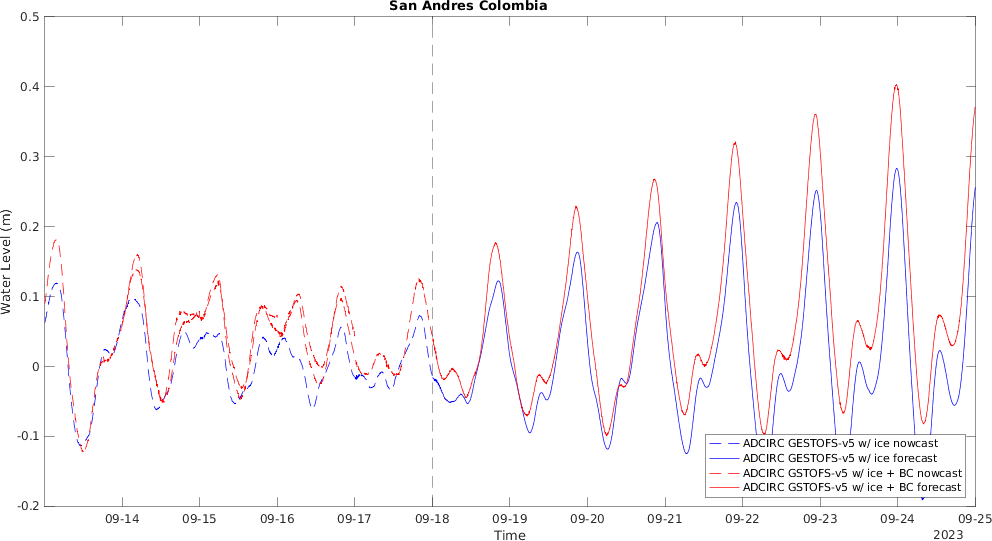 San Andres Colombia
0.5
0.4
0.3
0.2
0.1
0
-0.1
-0.2
Water Level (m)
ADCIRC GESTOFS-v5 w/ ice nowcast
ADCIRC GESTOFS-v5 w/ ice forecast
ADCIRC GSTOFS-v5 w/ ice + BC nowcast
ADCIRC GSTOFS-v5 w/ ice + BC forecast
09-14 09-15 09-16 09-17 09-18 09-19 09-20 09-21 09-22 09-23 09-24 09-25
Time
2023